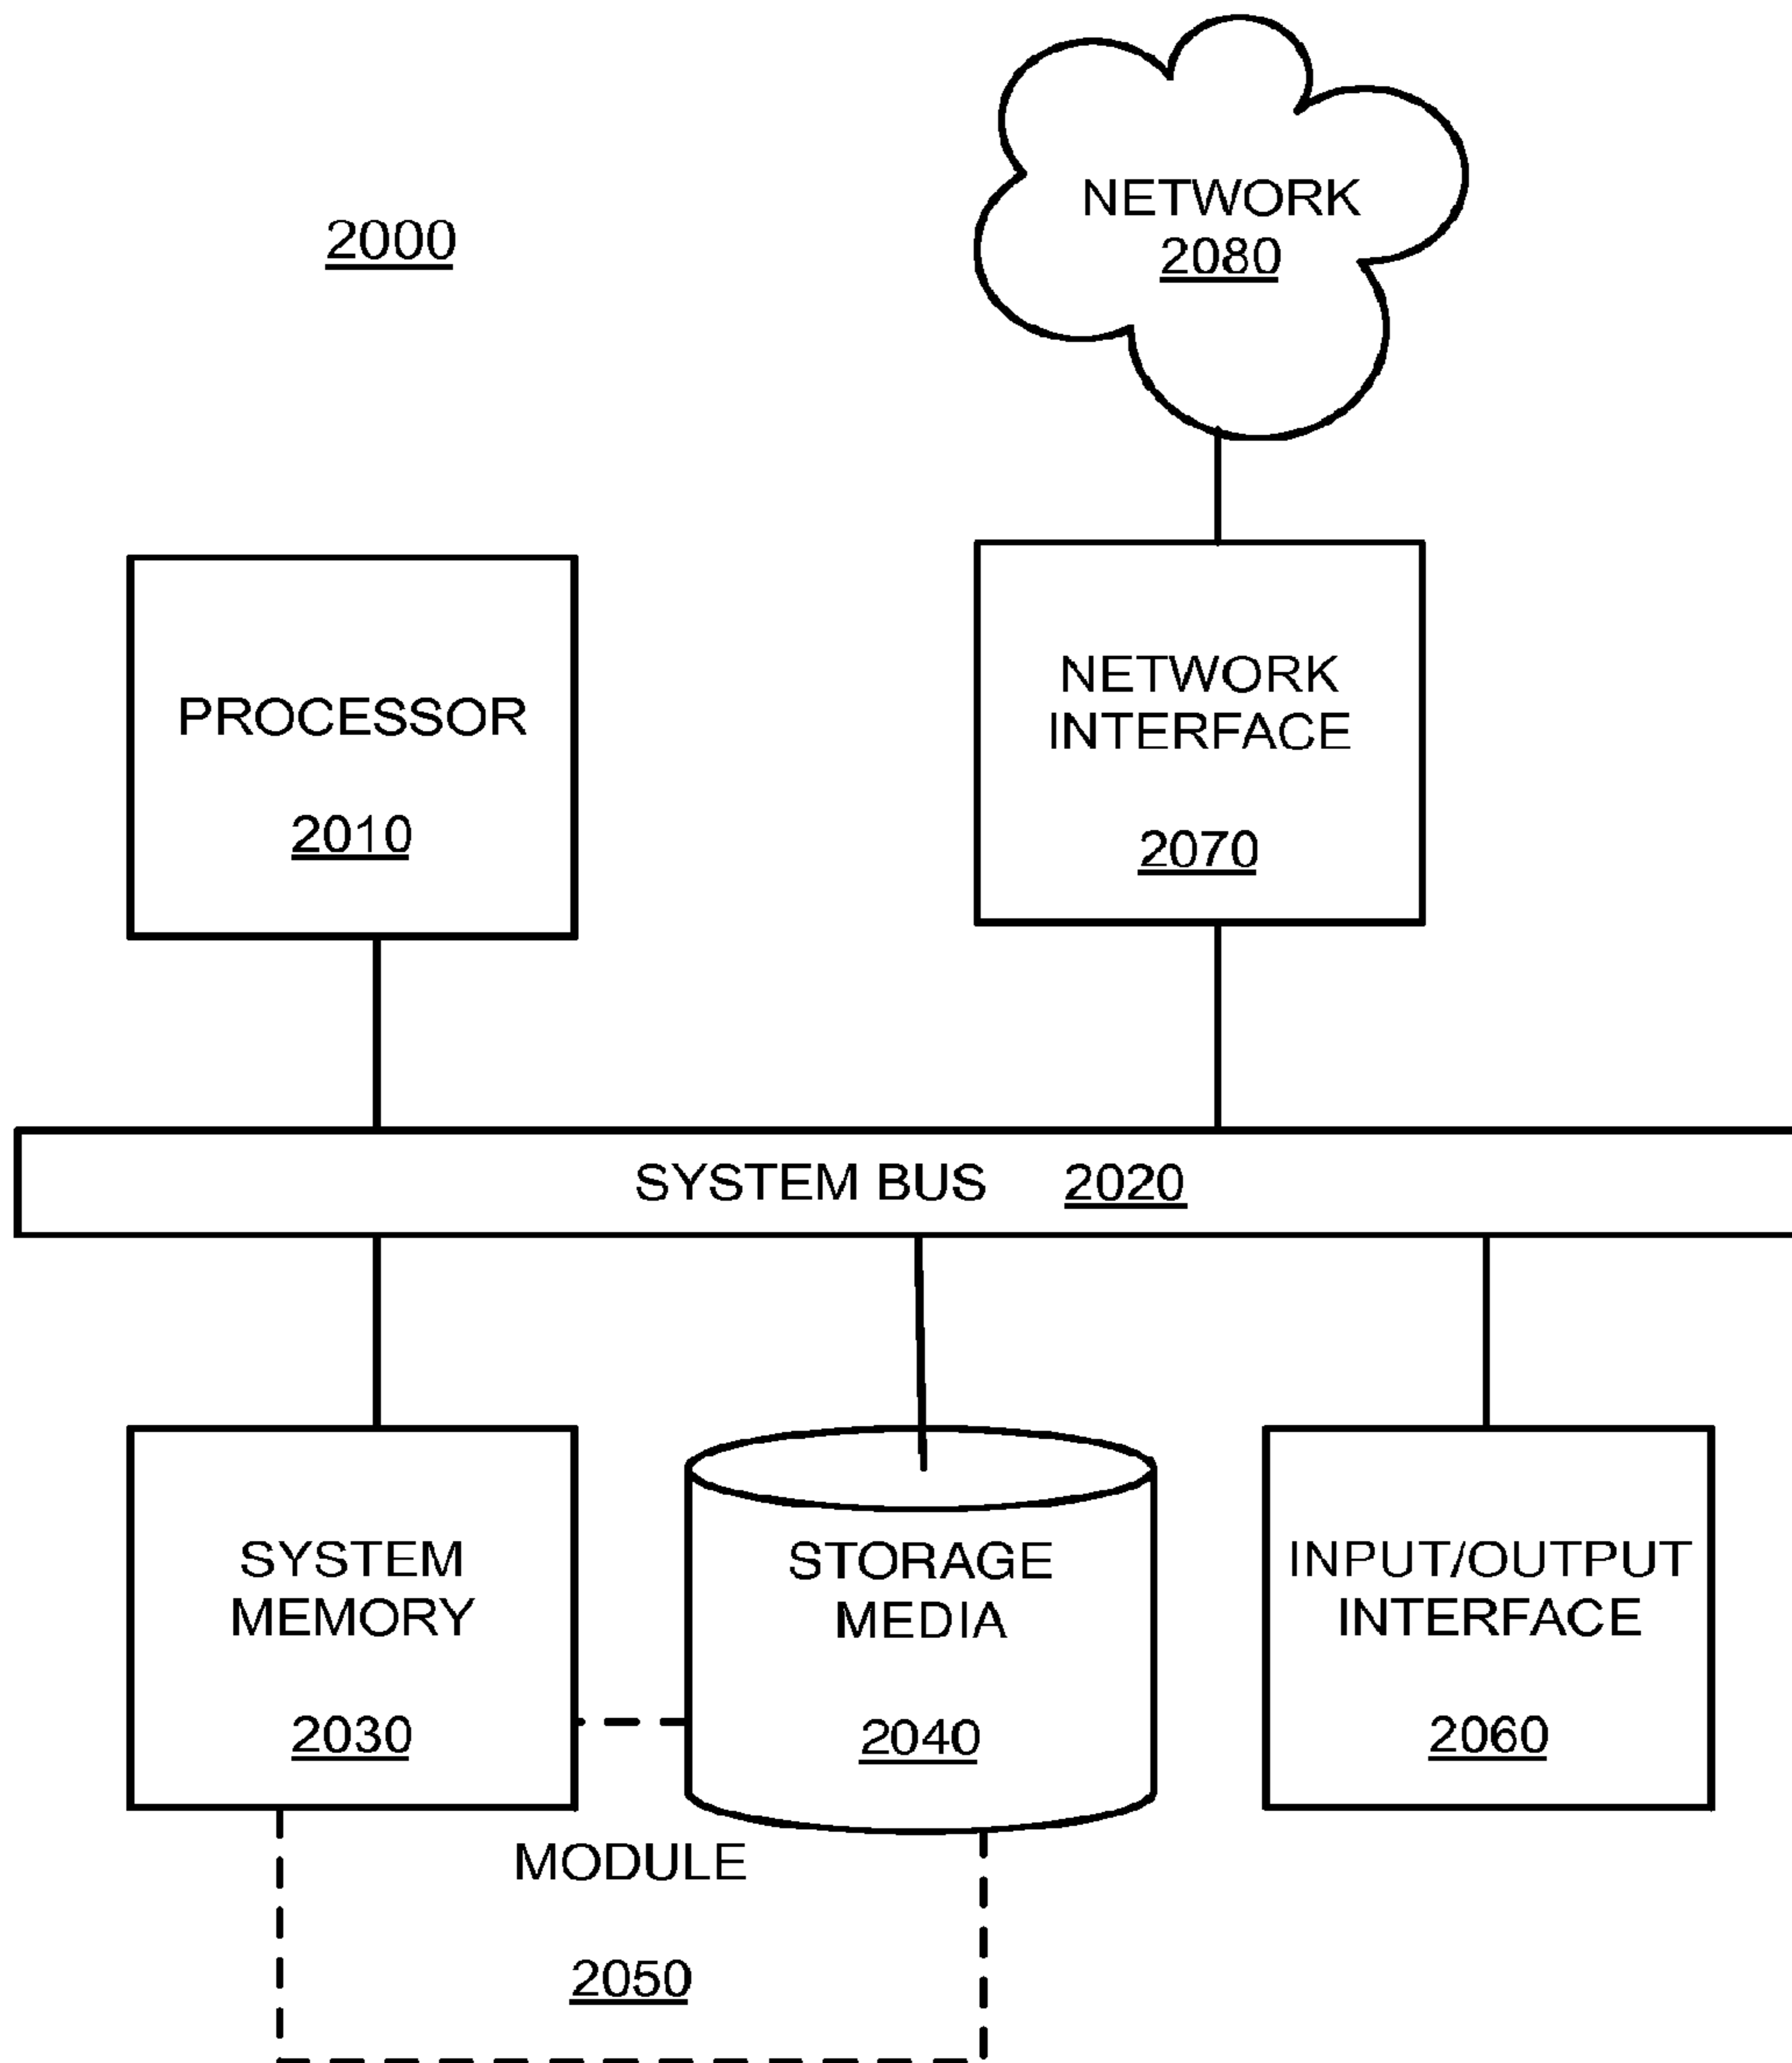 2000
NETWORK
2080
PROCESSOR
2010
NETWORK
INTERFACE
2070
SYSTEM BUS 2020
SYSTEM
MEMORY
2030
STORAGE
MEDIA
2040
INPUT/OUTPUT
INTERFACE
2060
MODULE
2050